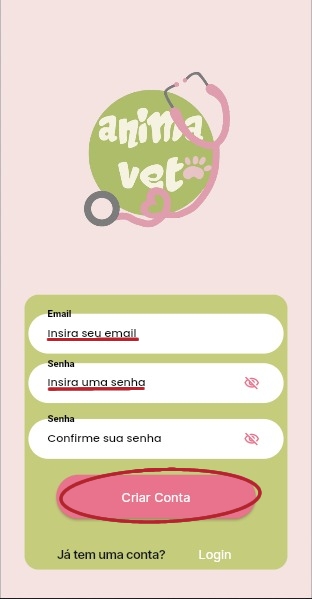 anima
vet
Email
Insira seu email
Senha
Insira uma senha
Senha
Confirme sua senha
Criar Conta
Já tem uma conta? Login